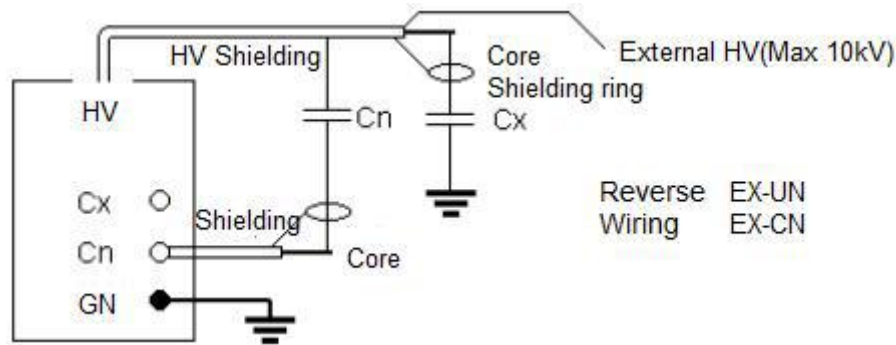 HV Shielding
Core
External HV(Max 10kV)
Shielding ring
HV
Cn
Cx
Cx
Shielding
Reverse EX-UN
Wiring EX-CN
Cn
Core
GN